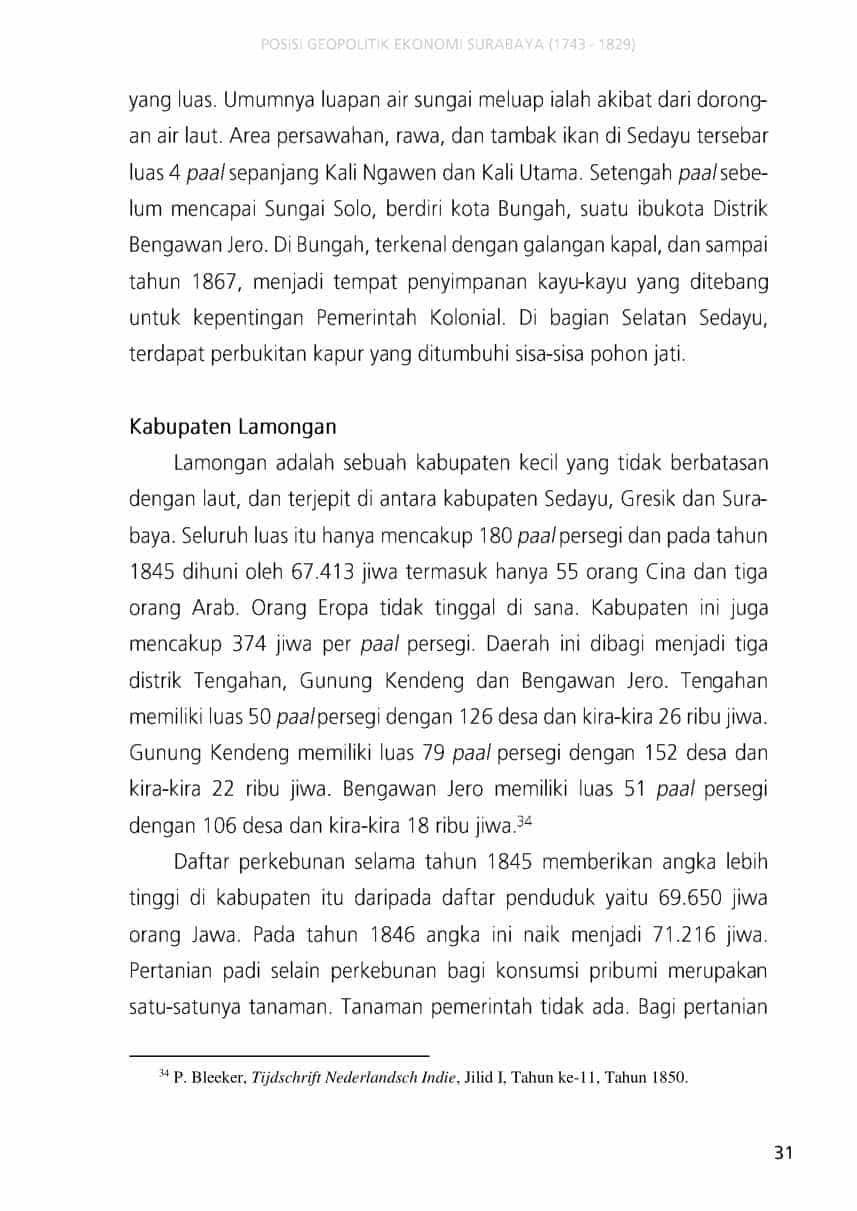 POSISI GEOPOLITIK EKONOMI SURABAYA (1743 - 1829)
yang luas. Umumnya luapan air sungai meluap ialah akibat dari dorong-
an air laut. Area persawahan, rawa, dan tambak ikan di Sedayu tersebar
luas 4 paal sepanjang Kali Ngawen dan Kali Utama. Setengah paal sebe-
lum mencapai Sungai Solo, berdiri kota Bungah, suatu ibukota Distrik
Bengawan Jero. Di Bungah, terkenal dengan galangan kapal, dan sampai
tahun 1867, menjadi tempat penyimpanan kayu-kayu yang ditebang
untuk kepentingan Pemerintah Kolonial. Di bagian Selatan Sedayu,
terdapat perbukitan kapur yang ditumbuhi sisa-sisa pohon jati.
Kabupaten Lamongan
Lamongan adalah sebuah kabupaten kecil yang tidak berbatasan
dengan laut, dan terjepit di antara kabupaten Sedayu, Gresik dan Sura-
baya. Seluruh luas itu hanya mencakup 180 paal persegi dan pada tahun
1845 dihuni oleh 67.413 jiwa termasuk hanya 55 orang Cina dan tiga
orang Arab. Orang Eropa tidak tinggal di sana. Kabupaten ini juga
mencakup 374 jiwa per paal persegi. Daerah ini dibagi menjadi tiga
distrik Tengahan, Gunung Kendeng dan Bengawan Jero. Tengahan
memiliki luas 50 paal persegi dengan 126 desa dan kira-kira 26 ribu jiwa.
Gunung Kendeng memiliki luas 79 paal persegi dengan 152 desa dan
kira-kira 22 ribu jiwa. Bengawan Jero memiliki luas 51 paal persegi
dengan 106 desa dan kira-kira 18 ribu jiwa.34
Daftar perkebunan selama tahun 1845 memberikan angka lebih
tinggi di kabupaten itu daripada daftar penduduk yaitu 69.650 jiwa
orang Jawa. Pada tahun 1846 angka ini naik menjadi 71.216 jiwa.
Pertanian padi selain perkebunan bagi konsumsi pribumi merupakan
satu-satunya tanaman. Tanaman pemerintah tidak ada. Bagi pertanian
34 P. Bleeker, Tijdschrift Nederlandsch Indie, Jilid I, Tahun ke-11, Tahun 1850.
31